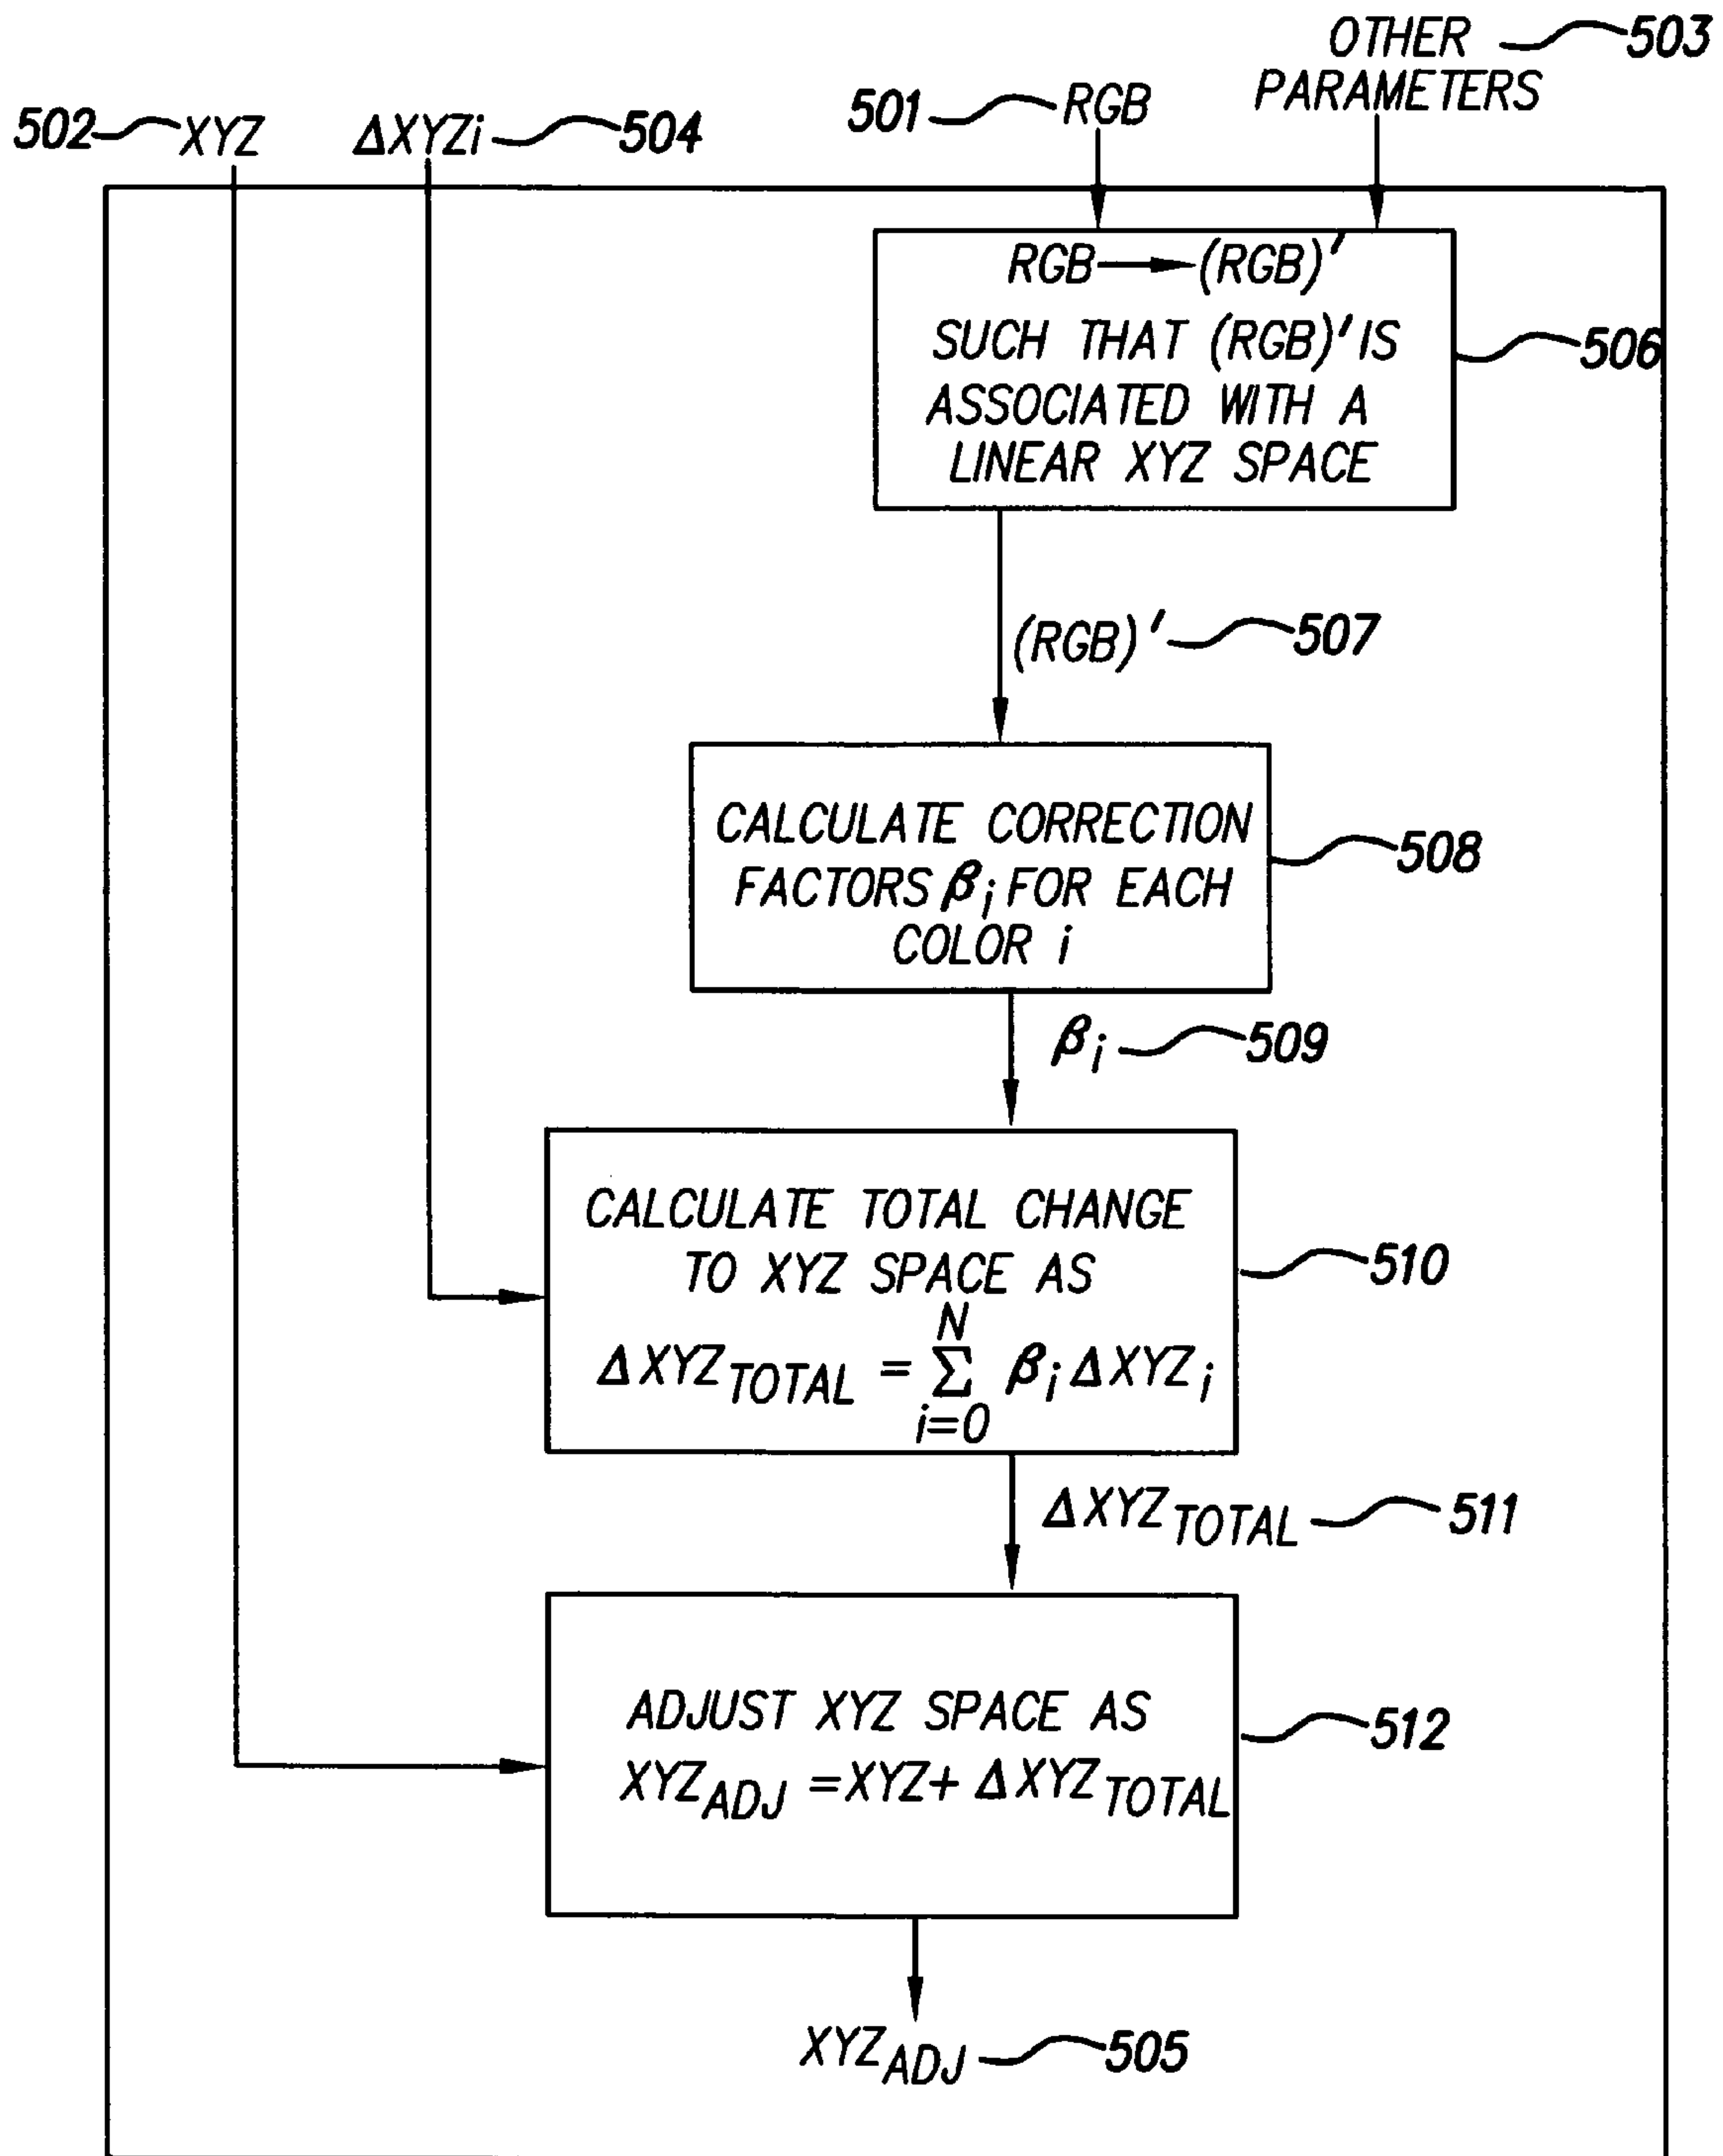 OTHER 503
PARAMETERS
502 XYZ ΔXYZi 504 501 RGB
RGB → (RGB)'
SUCH THAT (RGB)' IS
ASSOCIATED WITH A
LINEAR XYZ SPACE
506
(RGB)' 507
CALCULATE CORRECTION
FACTORS βi FOR EACH
COLOR i
508
βi 509
CALCULATE TOTAL CHANGE
TO XYZ SPACE AS
N
ΔXYZTOTAL = Σ βi ΔXYZi
i=0
510
ΔXYZTOTAL 511
ADJUST XYZ SPACE AS
XYZADJ = XYZ + ΔXYZTOTAL
512
XYZADJ 505